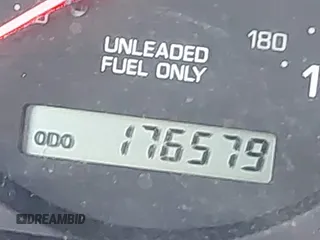 180
UNLEADED
FUEL ONLY
ODO 176579
DREAMBID